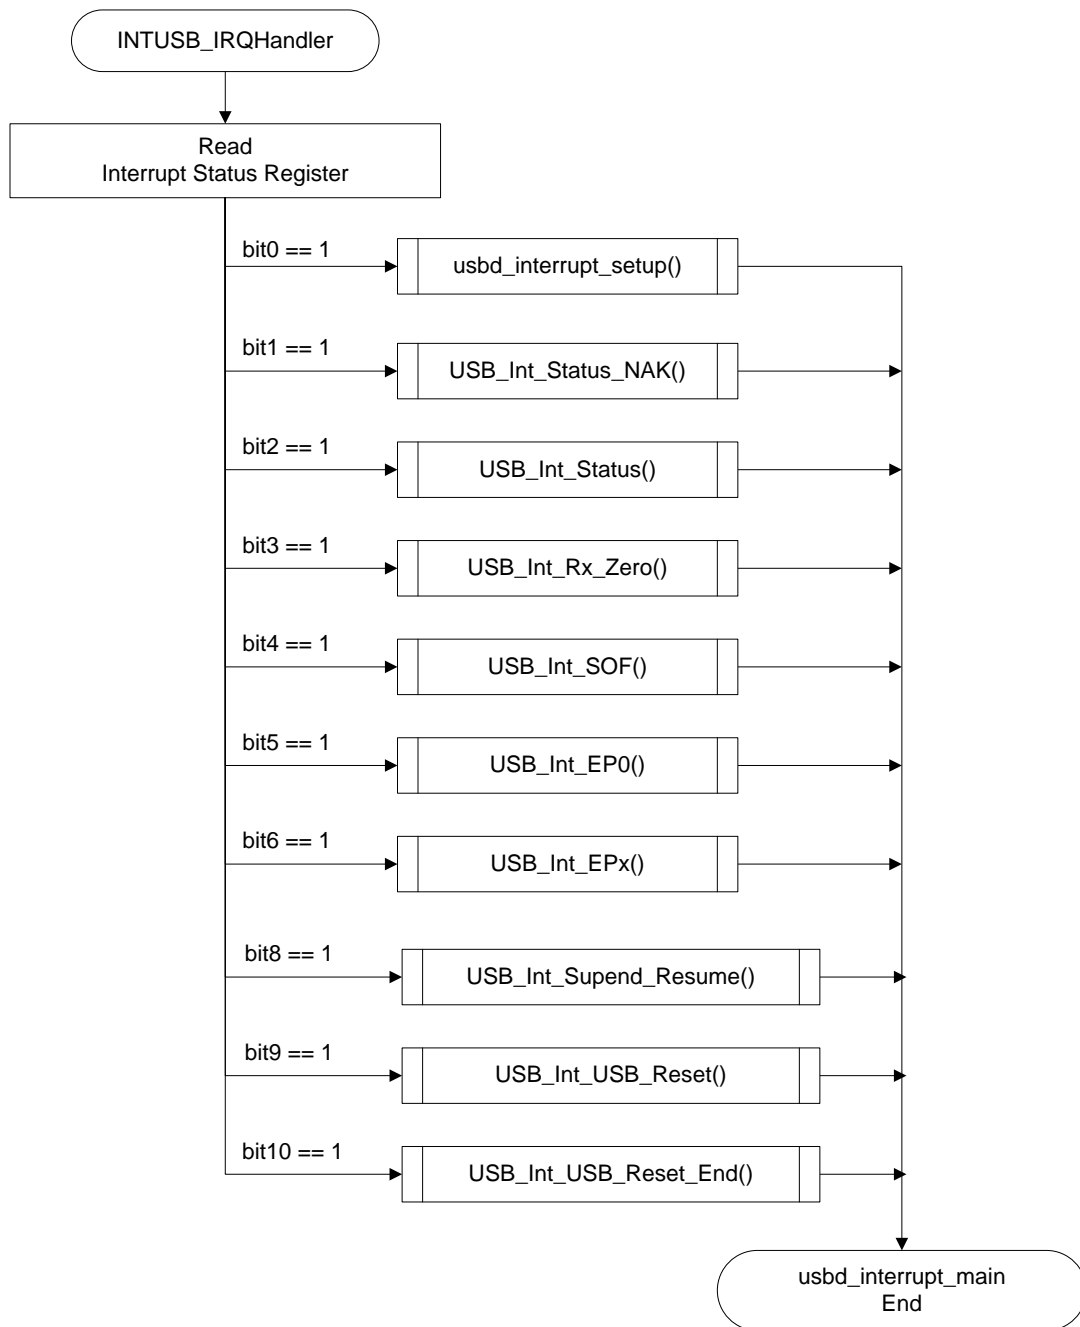 INTUSB_IRQHandler
Read
Interrupt Status Register
bit0 == 1
usbd_interrupt_setup()
bit1 == 1
USB_Int_Status_NAK()
bit2 == 1
USB_Int_Status()
bit3 == 1
USB_Int_Rx_Zero()
bit4 == 1
USB_Int_SOF()
bit5 == 1
USB_Int_EP0()
bit6 == 1
USB_Int_EPx()
bit8 == 1
USB_Int_Supend_Resume()
bit9 == 1
USB_Int_USB_Reset()
bit10 == 1
USB_Int_USB_Reset_End()
usbd_interrupt_main
End